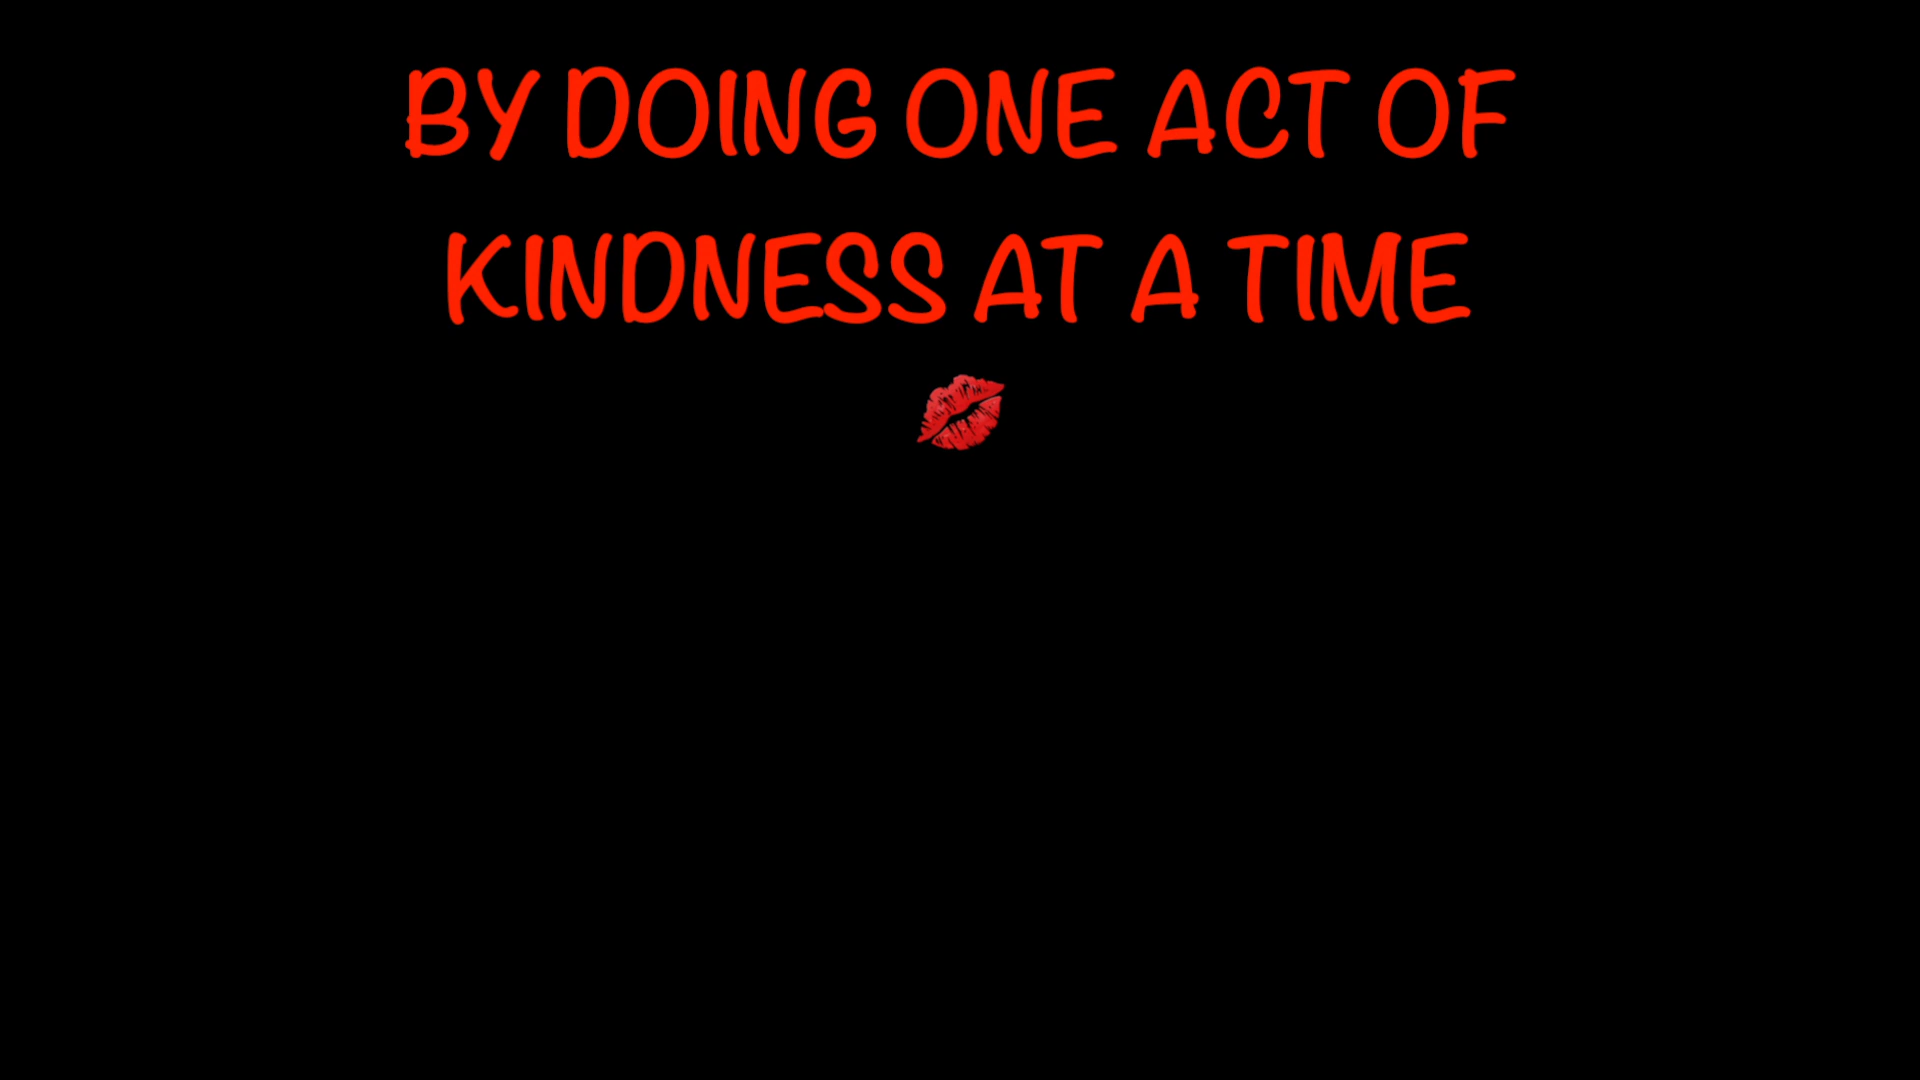 BY DOING ONE ACT OF
KINDNESS AT A TIME
💋